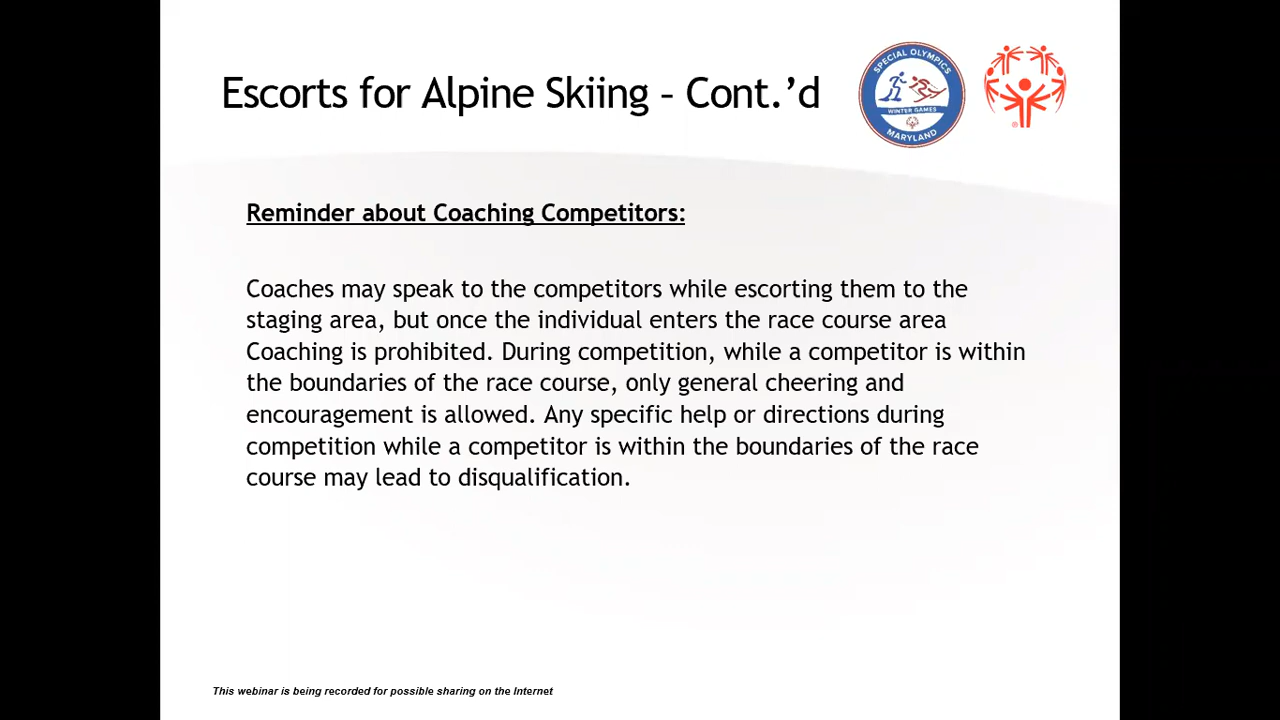 Escorts for Alpine Skiing – Cont.’d
SPECIAL OLYMPICS
WINTER GAMES
MARYLAND
®
Reminder about Coaching Competitors:
Coaches may speak to the competitors while escorting them to the
staging area, but once the individual enters the race course area
Coaching is prohibited. During competition, while a competitor is within
the boundaries of the race course, only general cheering and
encouragement is allowed. Any specific help or directions during
competition while a competitor is within the boundaries of the race
course may lead to disqualification.
This webinar is being recorded for possible sharing on the Internet